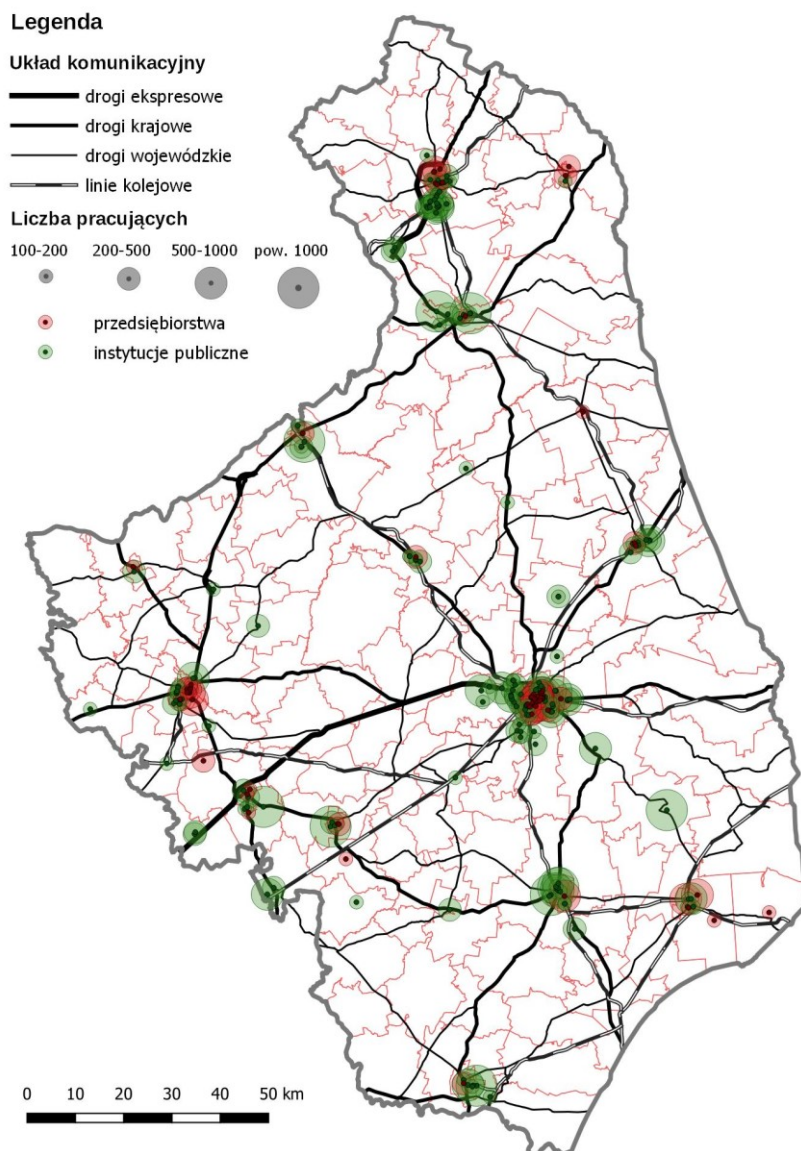 Legenda
Układ komunikacyjny
drogi ekspresowe
drogi krajowe
drogi wojewódzkie
linie kolejowe
Liczba pracujących
100-200 200-500 500-1000 pow. 1000
przedsiębiorstwa
instytucje publiczne
0 10 20 30 40 50 km